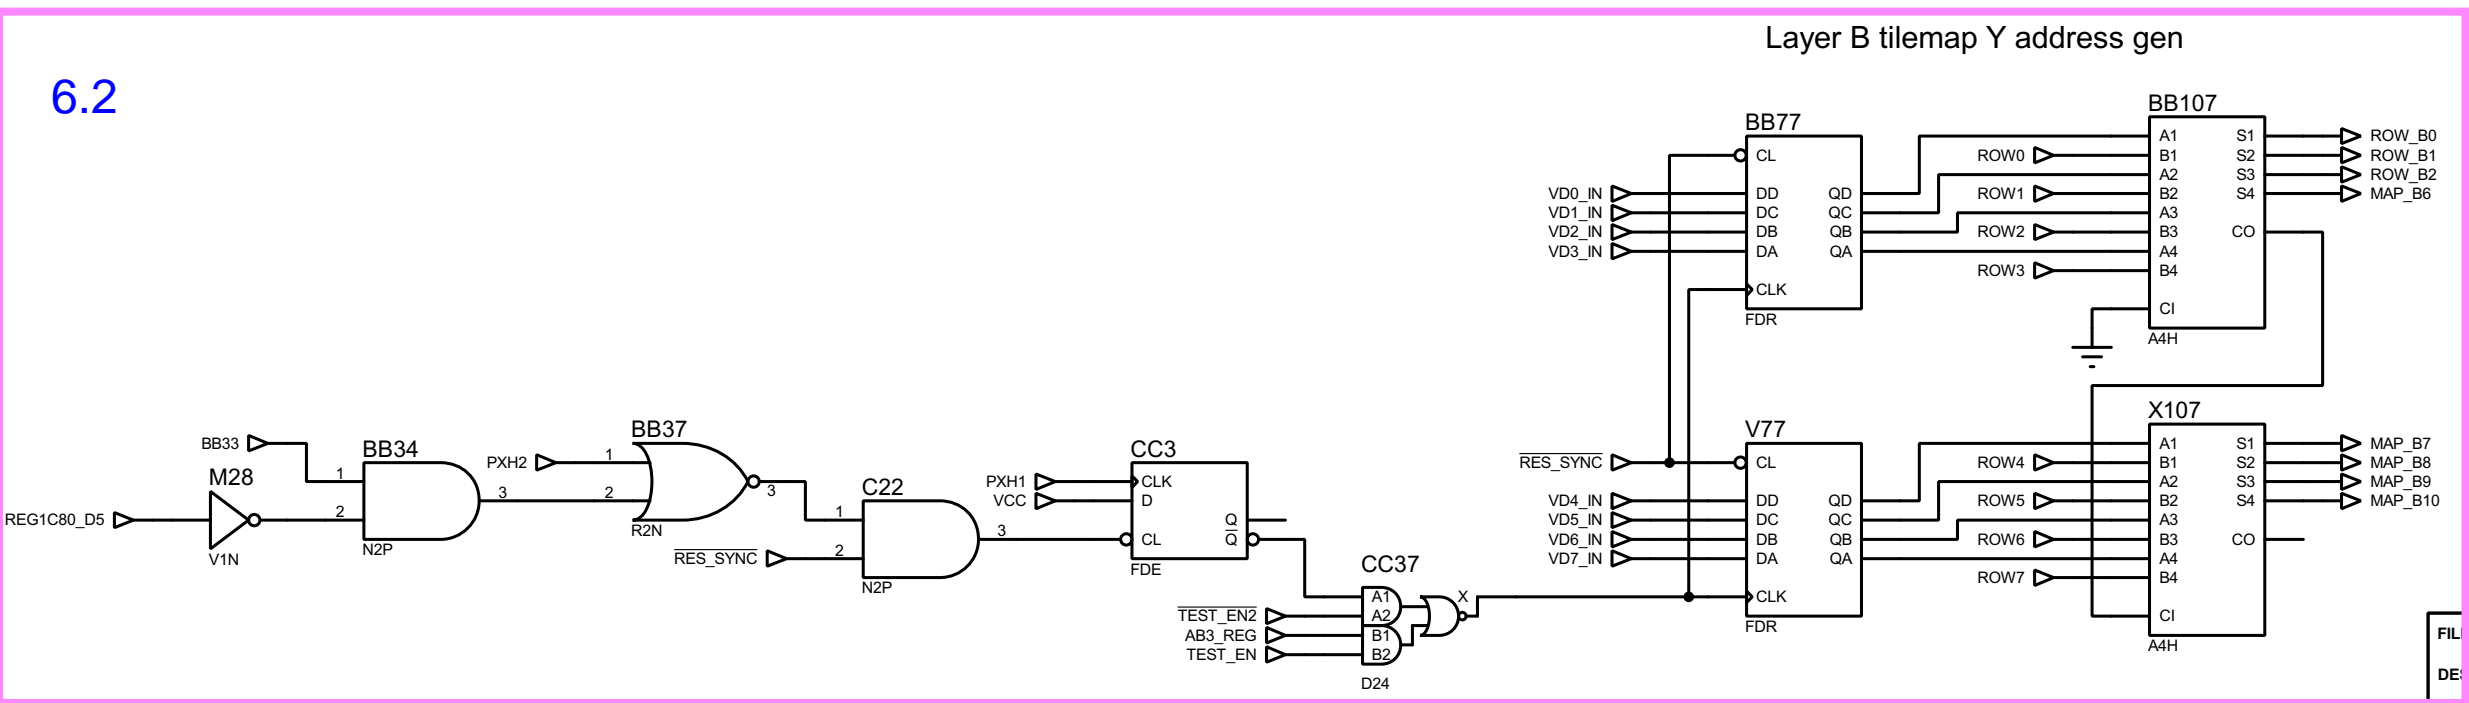 Layer B tilemap Y address gen
6.2
BB107
A1 S1 ROW_B0
ROW0 B1 S2 ROW_B1
A2 S3 ROW_B2
ROW1 B2 S4 MAP_B6
A3
ROW2 B3 CO
A4
ROW3 B4
CI
A4H
BB77
CL
VD0_IN DD QD
VD1_IN DC QC
VD2_IN DB QB
VD3_IN DA QA
CLK
FDR
X107
A1 S1 MAP_B7
ROW4 B1 S2 MAP_B8
A2 S3 MAP_B9
ROW5 B2 S4 MAP_B10
A3
ROW6 B3 CO
A4
ROW7 B4
CI
A4H
V77
RES_SYNC CL
VD4_IN DD QD
VD5_IN DC QC
VD6_IN DB QB
VD7_IN DA QA
CLK
FDR
BB33
REG1C80_D5
M28
V1N
BB34
1
2
3
N2P
PXH2
BB37
1
2
3
R2N
RES_SYNC
C22
1
2
3
N2P
PXH1
VCC
CC3
CLK
D
Q
CL Q
FDE
CC37
TEST_EN2
AB3_REG
TEST_EN
A1
A2
B1
B2
X
D24